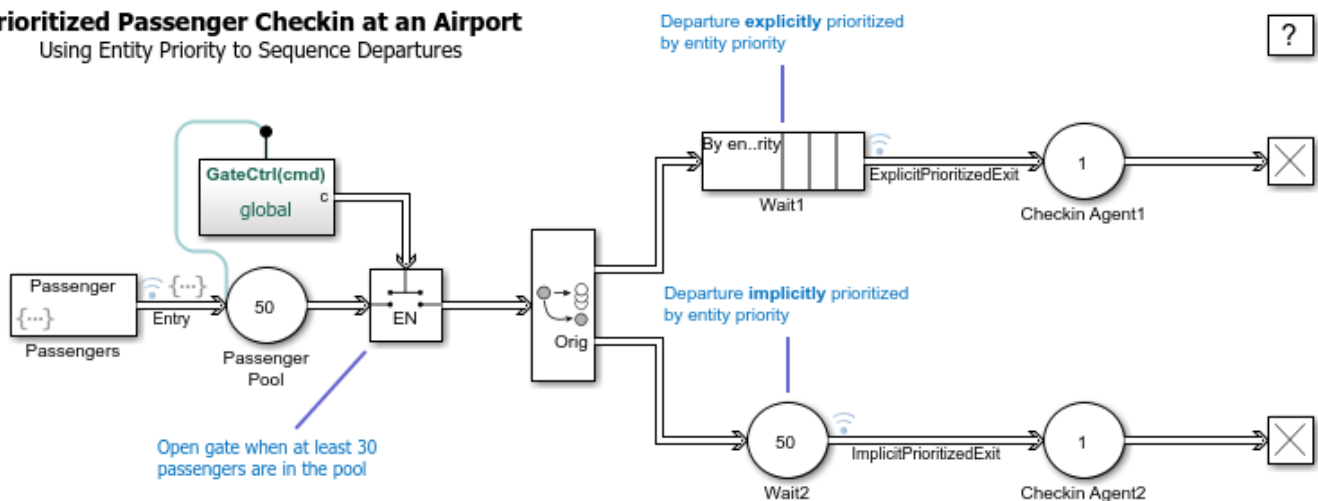 rioritized Passenger Checkin at an Airport
Using Entity Priority to Sequence Departures
Departure explicitly prioritized
by entity priority
?
GateCtrl(cmd)
c
global
By en..rity
Wait1
ExplicitPrioritizedExit
1
Checkin Agent1
Passenger
{...}
{...}
Entry
Passengers
50
Passenger
Pool
EN
Orig
Departure implicitly prioritized
by entity priority
Open gate when at least 30
passengers are in the pool
50
Wait2
ImplicitPrioritizedExit
1
Checkin Agent2